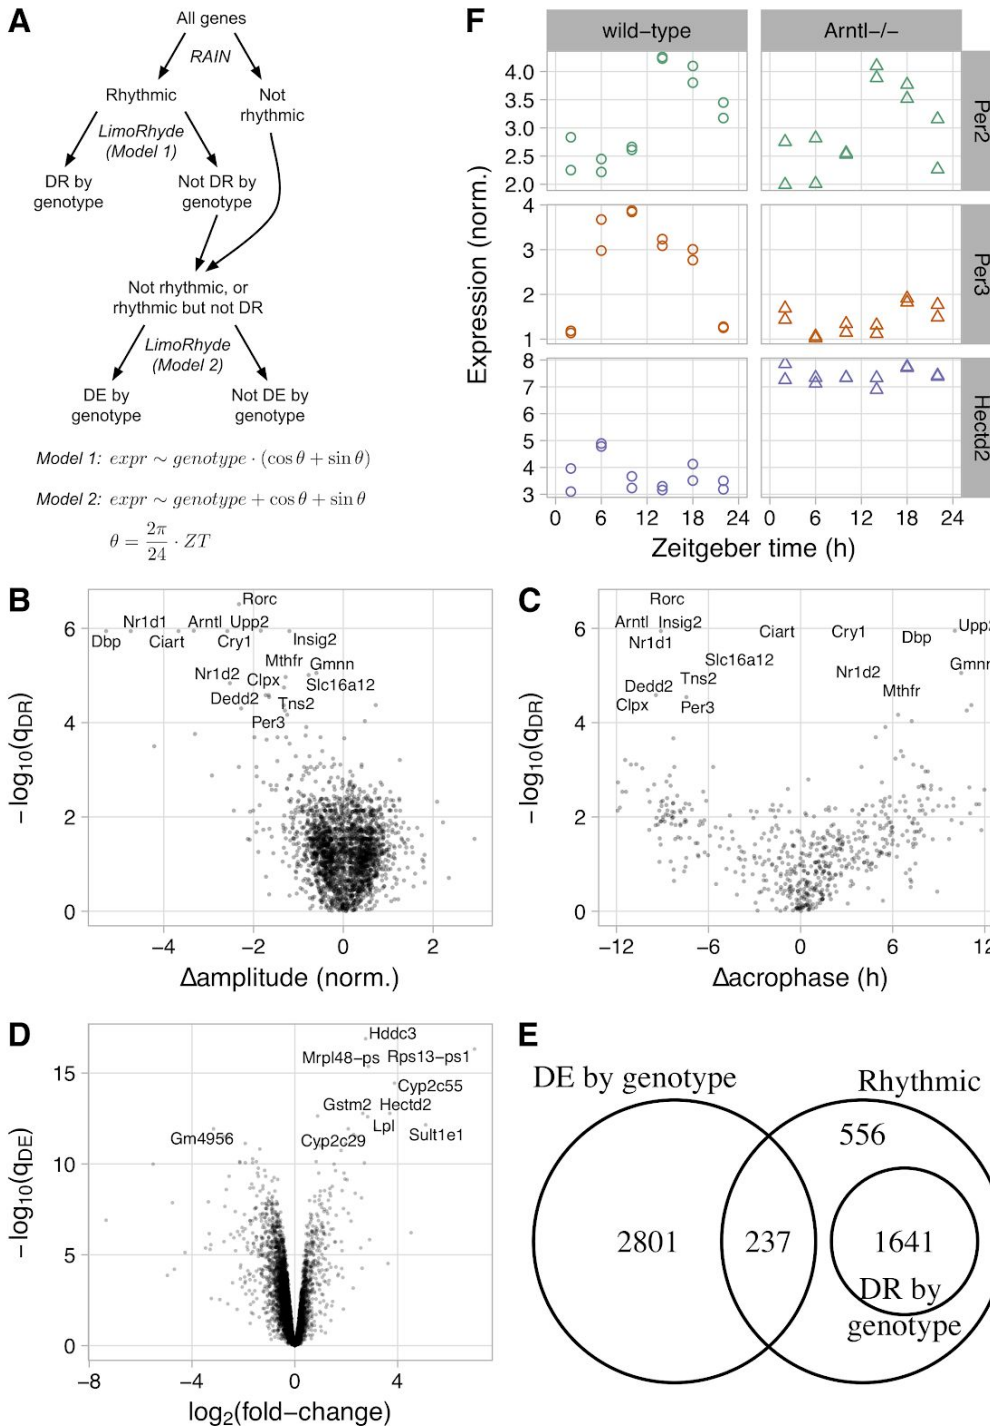 A
All genes
RAIN
Rhythmic
Not
rhythmic
LimoRhyde
(Model 1)
DR by
genotype
Not DR by
genotype
Not rhythmic, or
rhythmic but not DR
LimoRhyde
(Model 2)
DE by
genotype
Not DE by
genotype
Model 1: expr ∼ genotype · (cos θ + sin θ)
Model 2: expr ∼ genotype + cos θ + sin θ
θ = 2π/24 · ZT
F
wild−type
Arntl−/−
Expression (norm.)
4.0
3.5
3.0
2.5
2.0
Per2
4
3
2
1
Per3
8
7
6
5
4
3
Hectd2
0 6 12 18 24
0 6 12 18 24
Zeitgeber time (h)
B
−log10(qDR)
6
4
2
0
Rorc
Nr1d1
Arntl
Upp2
Dbp
Ciart
Cry1
Insig2
Mthfr
Gmnn
Nr1d2
Clpx
Slc16a12
Dedd2
Tns2
Per3
−4 −2 0 2
Δamplitude (norm.)
C
−log10(qDR)
6
4
2
0
Rorc
Arntl
Insig2
Nr1d1
Ciart
Cry1
Dbp
Slc16a12
Gmnn
Nr1d2
Tns2
Dedd2
Mthfr
Clpx
Per3
−12 −6 0 6 12
Δacrophase (h)
D
−log10(qDE)
15
10
5
0
Hddc3
Mrpl48−ps
Rps13−ps1
Cyp2c55
Gstm2
Hectd2
Lpl
Sult1e1
Gm4956
Cyp2c29
−8 −4 0 4
log2(fold−change)
E
DE by genotype
Rhythmic
556
2801
237
1641
DR by
genotype